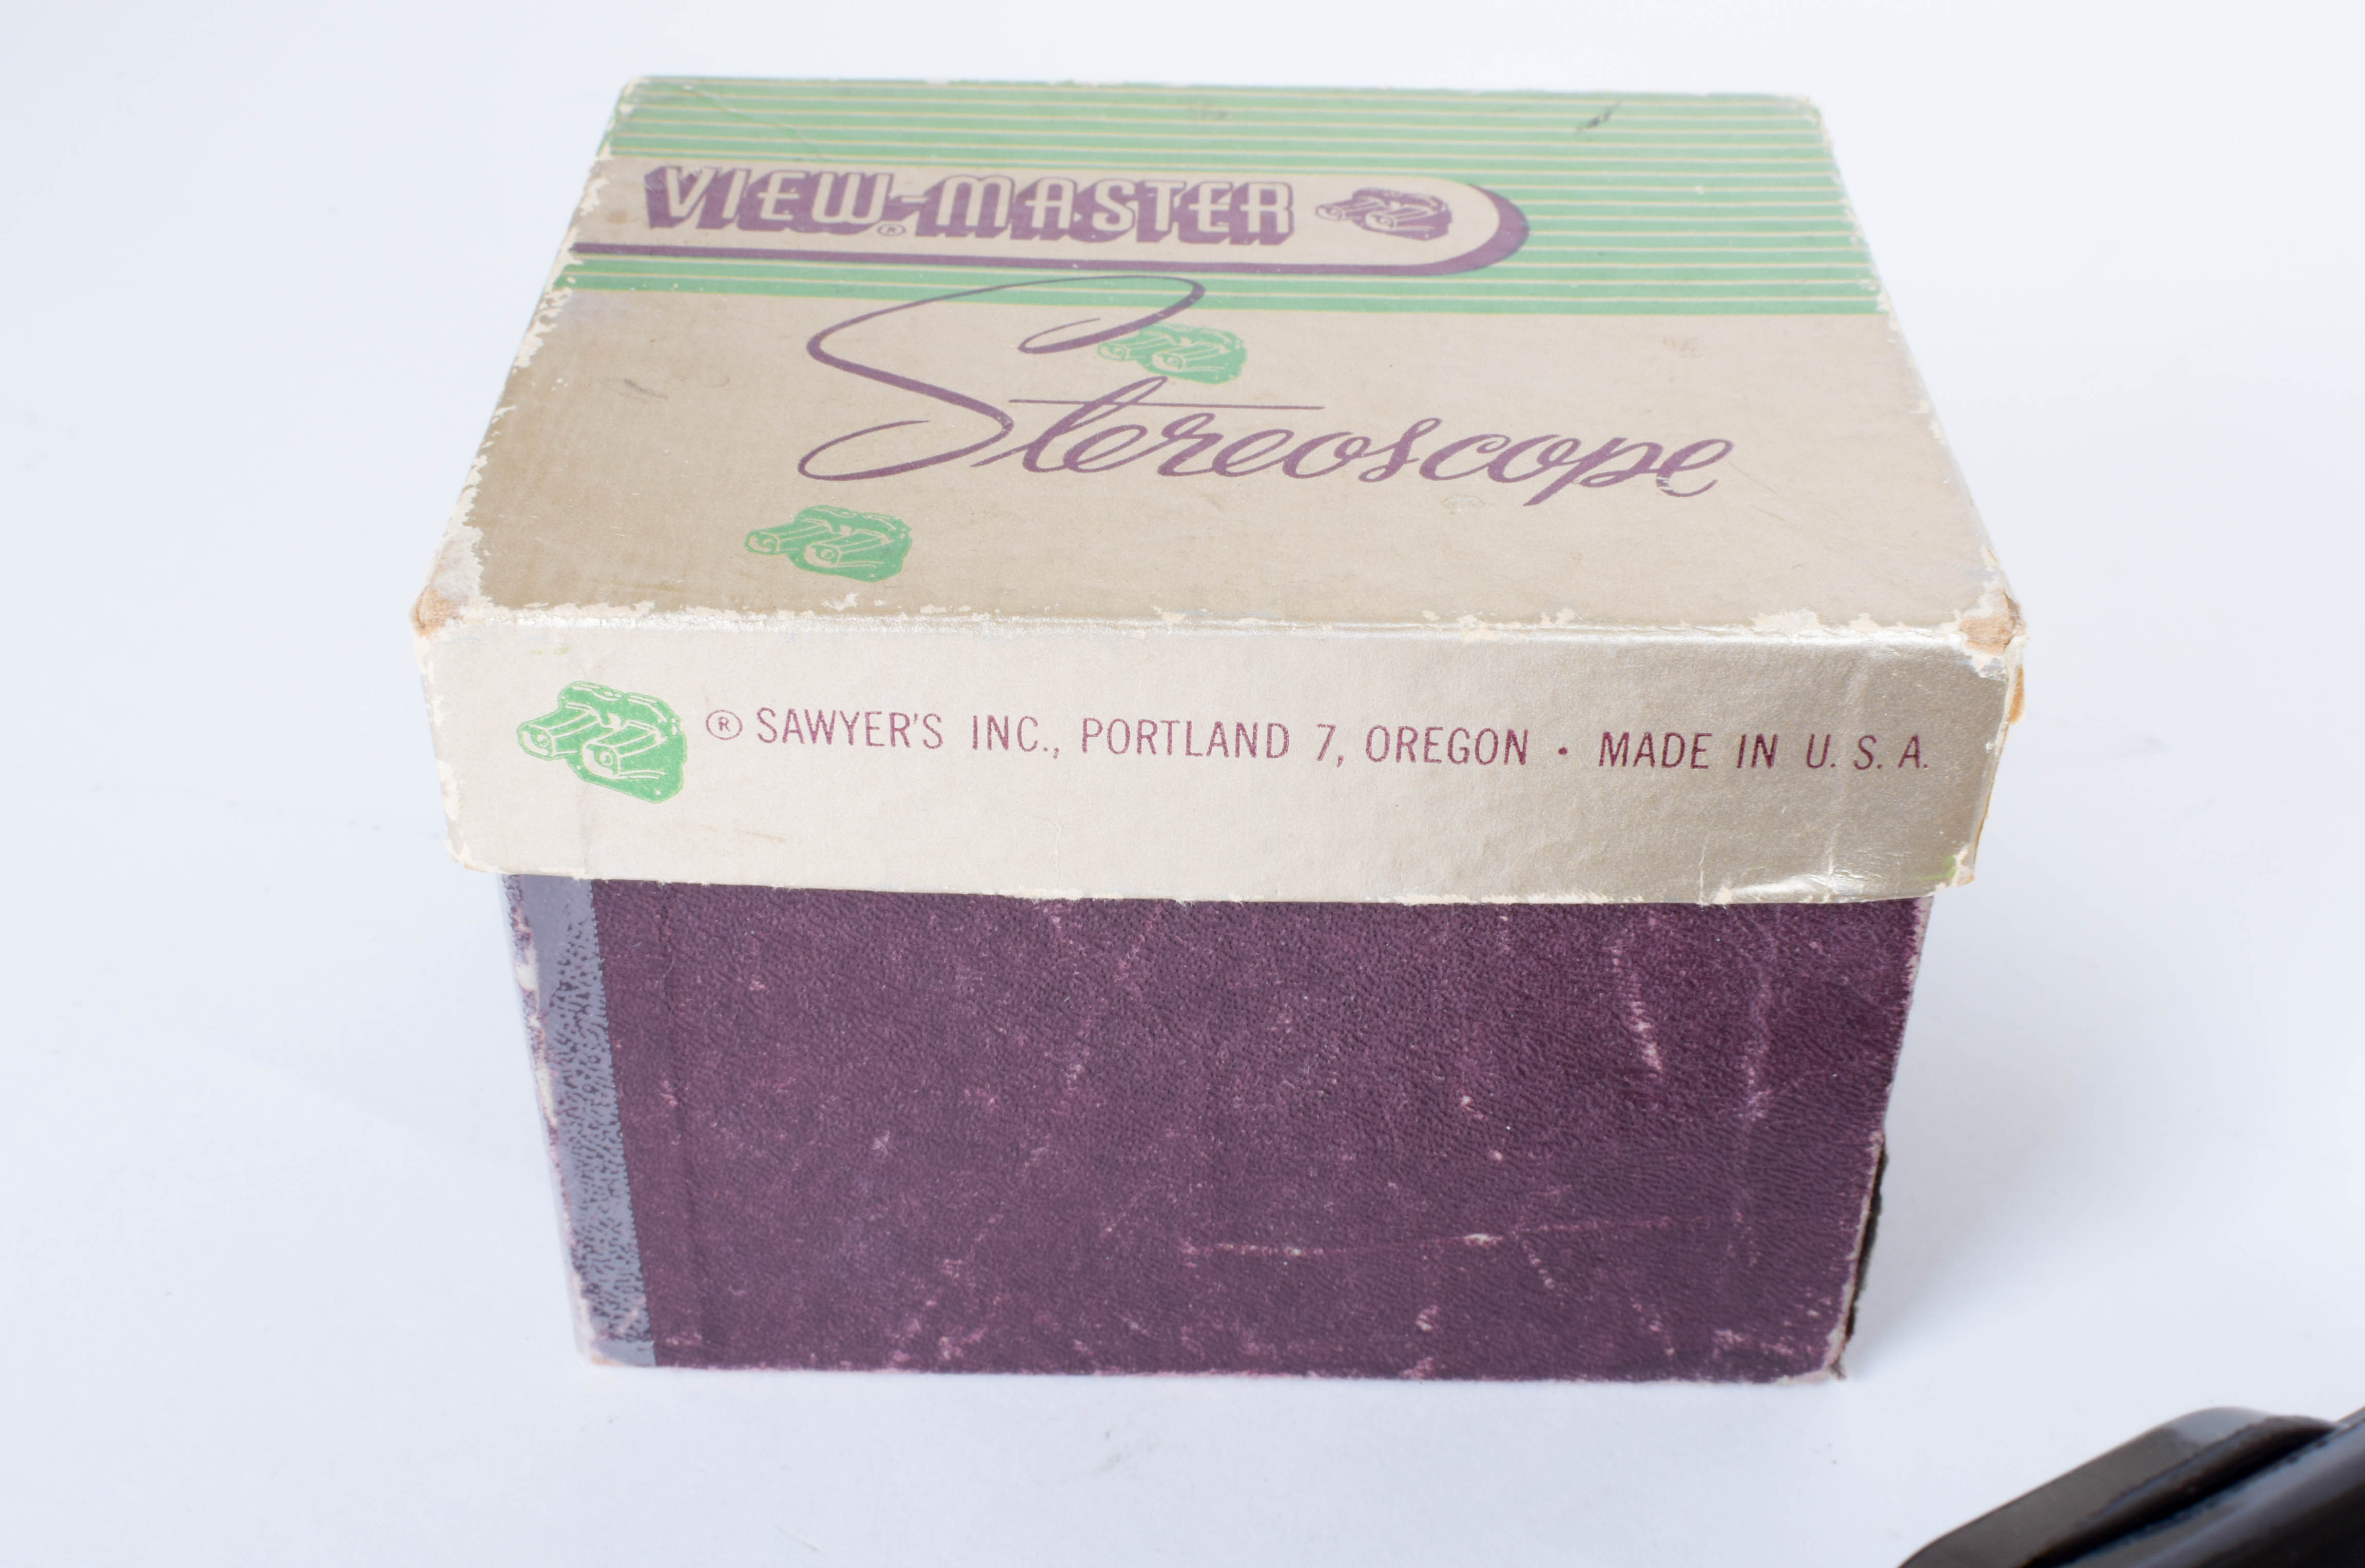 VIEW-MASTER
®
Stereoscope
® SAWYER'S INC., PORTLAND 7, OREGON • MADE IN U. S. A.